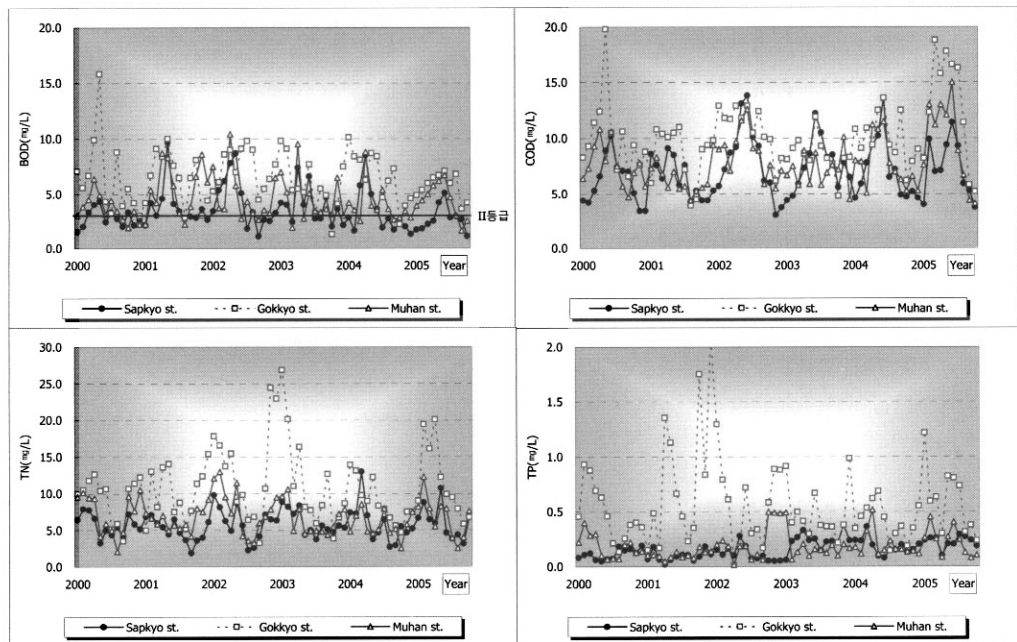 20.0
15.0
10.0
5.0
0.0
BOD(mg/L)
II등급
2000 2001 2002 2003 2004 2005 Year
Sapkyo st. Gokkyo st. Muhan st.
20.0
15.0
10.0
5.0
0.0
COD(mg/L)
2000 2001 2002 2003 2004 2005 Year
Sapkyo st. Gokkyo st. Muhan st.
30.0
25.0
20.0
15.0
10.0
5.0
0.0
TN(mg/L)
2000 2001 2002 2003 2004 2005 Year
Sapkyo st. Gokkyo st. Muhan st.
2.0
1.5
1.0
0.5
0.0
TP(mg/L)
2000 2001 2002 2003 2004 2005 Year
Sapkyo st. Gokkyo st. Muhan st.